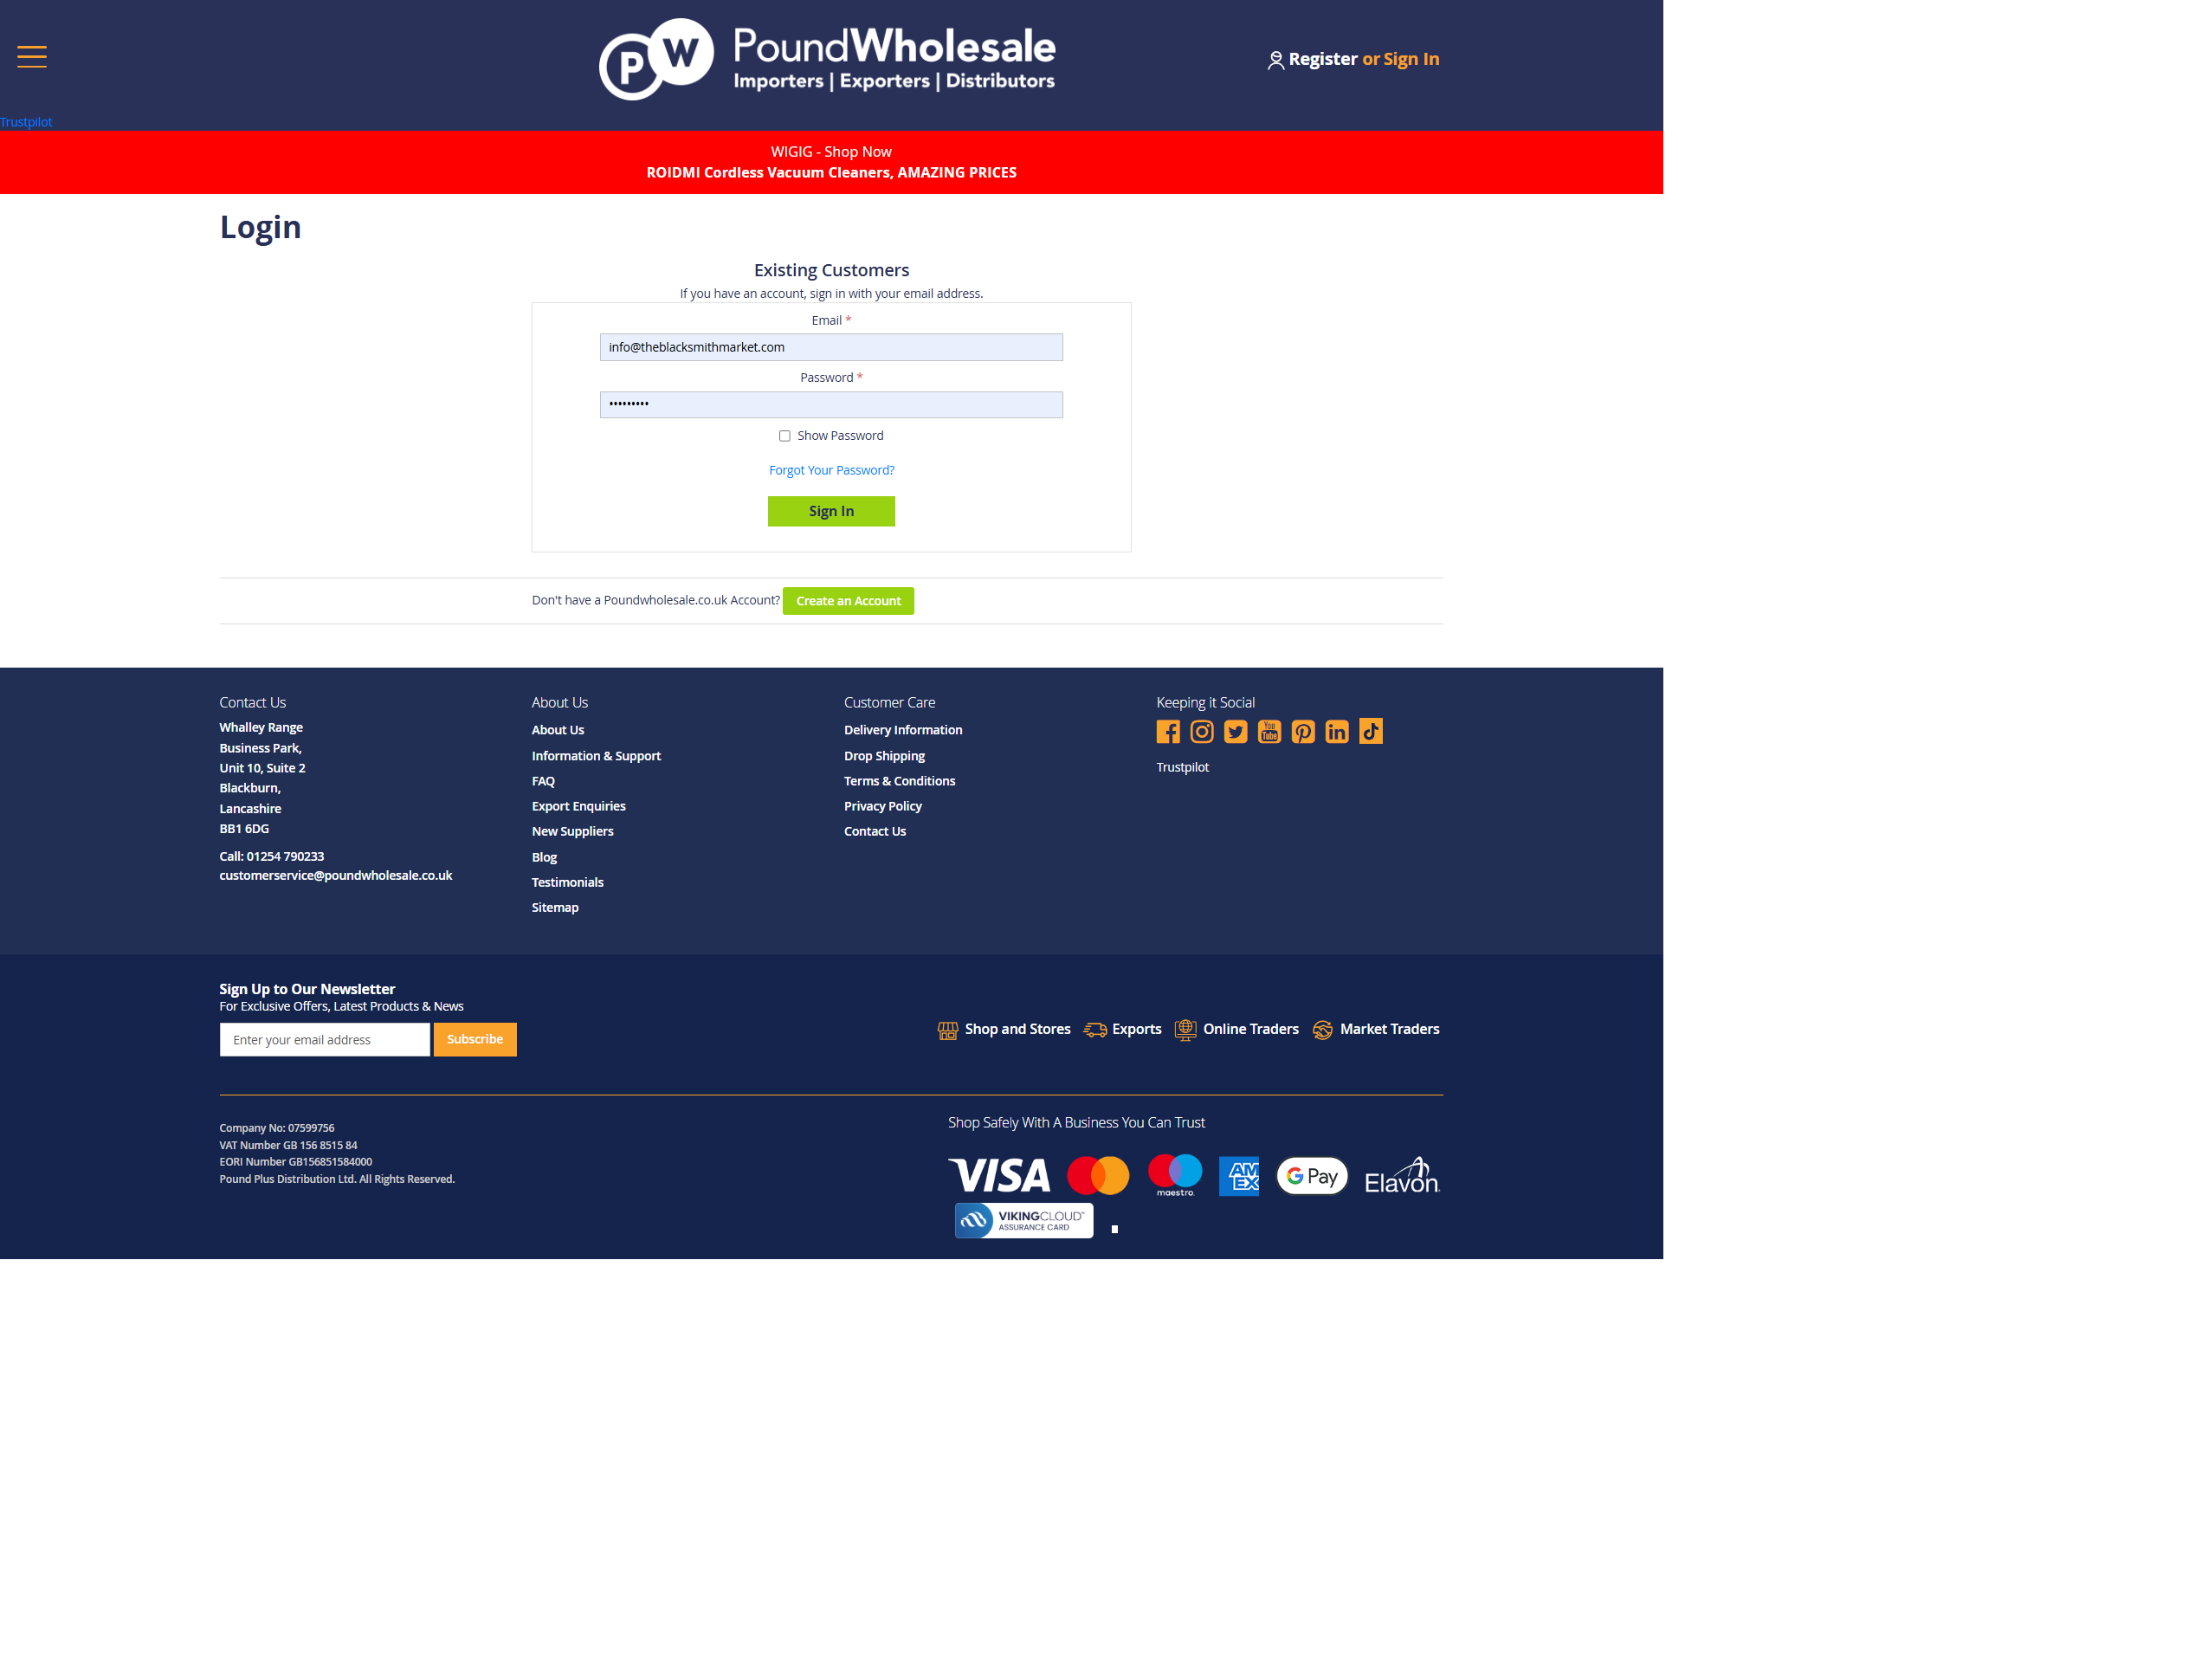 PW PoundWholesale
Importers | Exporters | Distributors
Register or Sign In
Trustpilot
WIGIG - Shop Now
ROIDMI Cordless Vacuum Cleaners, AMAZING PRICES
Login
Existing Customers
If you have an account, sign in with your email address.
Email *
info@theblacksmithmarket.com
Password *
•••••••••
Show Password
Forgot Your Password?
Sign In
Don't have a Poundwholesale.co.uk Account? Create an Account
Contact Us
Whalley Range
Business Park,
Unit 10, Suite 2
Blackburn,
Lancashire
BB1 6DG
Call: 01254 790233
customerservice@poundwholesale.co.uk
About Us
About Us
Information & Support
FAQ
Export Enquiries
New Suppliers
Blog
Testimonials
Sitemap
Customer Care
Delivery Information
Drop Shipping
Terms & Conditions
Privacy Policy
Contact Us
Keeping it Social
You Tube in
Trustpilot
Sign Up to Our Newsletter
For Exclusive Offers, Latest Products & News
Enter your email address Subscribe
Shop and Stores Exports Online Traders Market Traders
Company No: 07599756
VAT Number GB 156 8515 84
EORI Number GB156851584000
Pound Plus Distribution Ltd. All Rights Reserved.
Shop Safely With A Business You Can Trust
VISA maestro AMEX G Pay Elavon
VIKINGCLOUD
ASSURANCE CARD